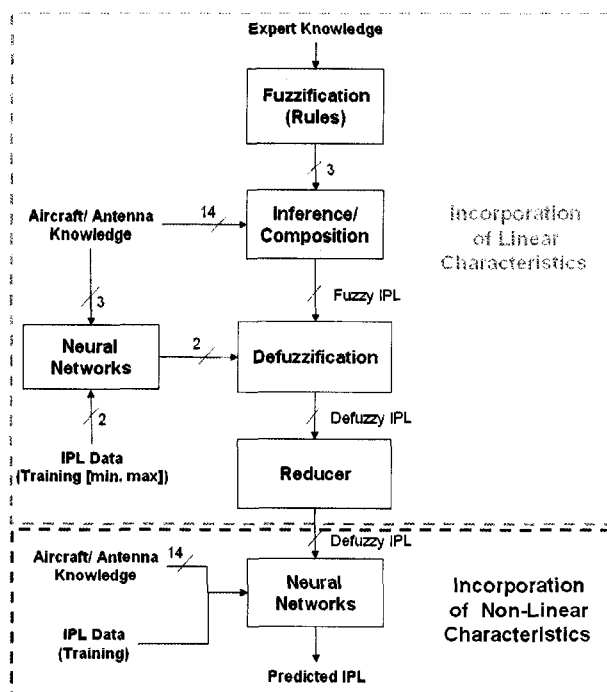 Expert Knowledge
Fuzzification
(Rules)
3
Aircraft/ Antenna
Knowledge
14
Inference/
Composition
Incorporation
of Linear
Characteristics
Fuzzy IPL
3
Neural
Networks
2
Defuzzification
2
Defuzzy IPL
IPL Data
(Training [min. max])
Reducer
Defuzzy IPL
Aircraft/ Antenna
Knowledge
14
Neural
Networks
IPL Data
(Training)
Incorporation
of Non-Linear
Characteristics
Predicted IPL